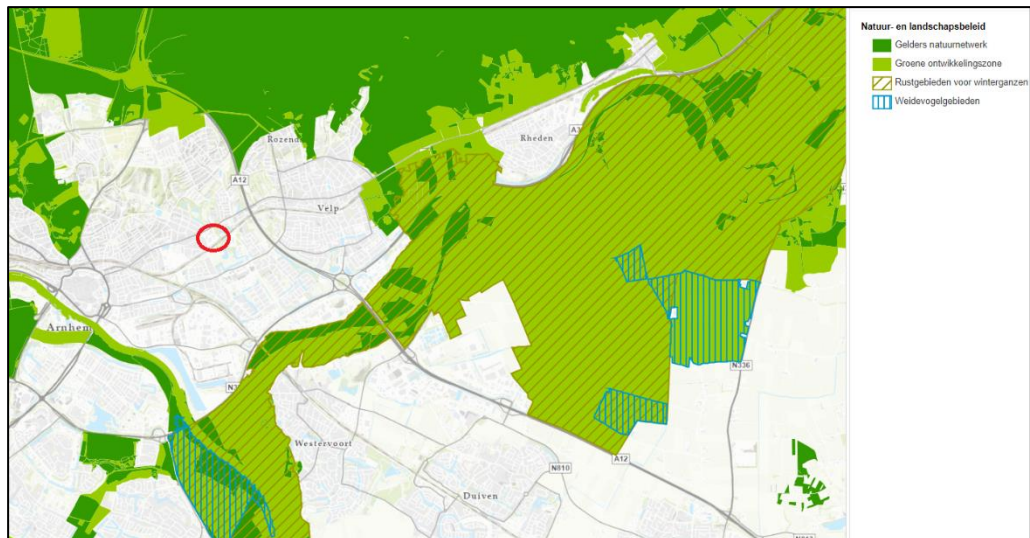 Natuur- en landschapsbeleid
Gelders natuurnetwerk
Groene ontwikkelingszone
Rustgebieden voor winterganzen
Weidevogelgebieden
Rozend
Rheden
A12
Velp
Arnhem
N336
Westervoort
A12
N810
Duiven